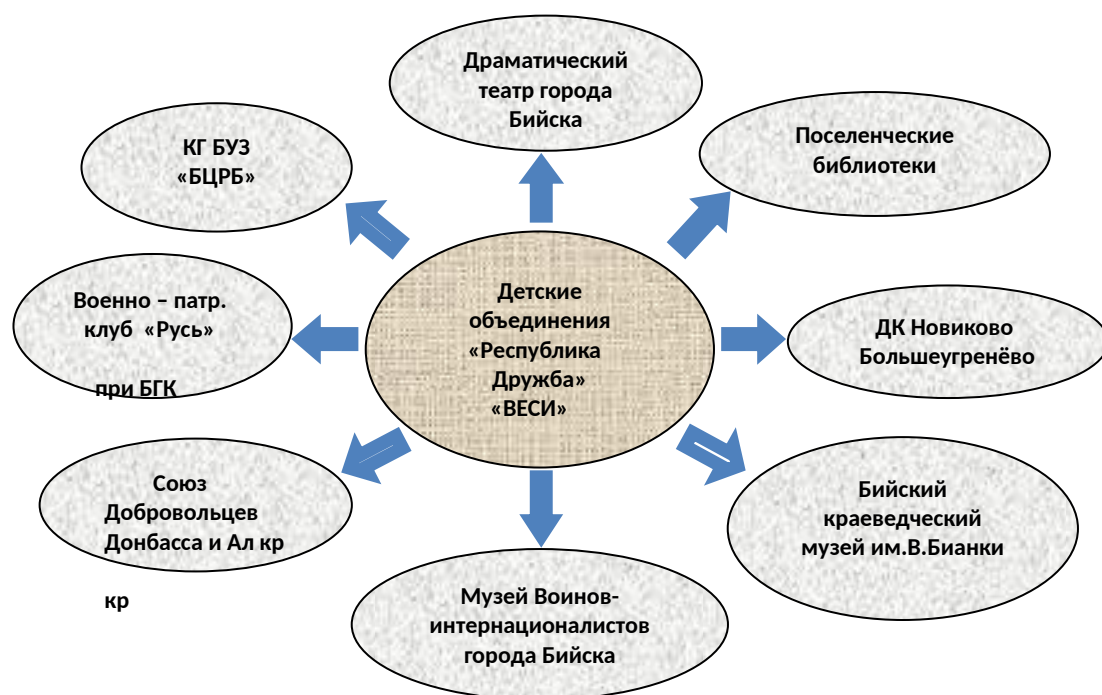 Драматический
театр города
Бийска
КГ БУЗ
«БЦРБ»
Поселенческие
библиотеки
Военно – патр.
клуб «Русь»
при БГК
Детские
объединения
«Республика
Дружба»
«ВЕСИ»
ДК Новиково
Большеугренёво
Союз
Добровольцев
Донбасса и Ал кр
кр
Бийский
краеведческий
музей им.В.Бианки
Музей Воинов-
интернационалистов
города Бийска